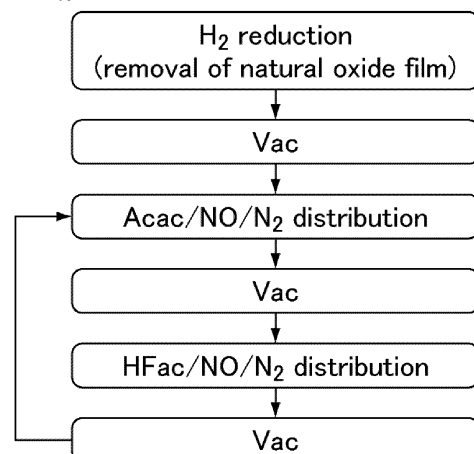 H₂ reduction
(removal of natural oxide film)
Vac
Acac/NO/N₂ distribution
Vac
HFac/NO/N₂ distribution
Vac